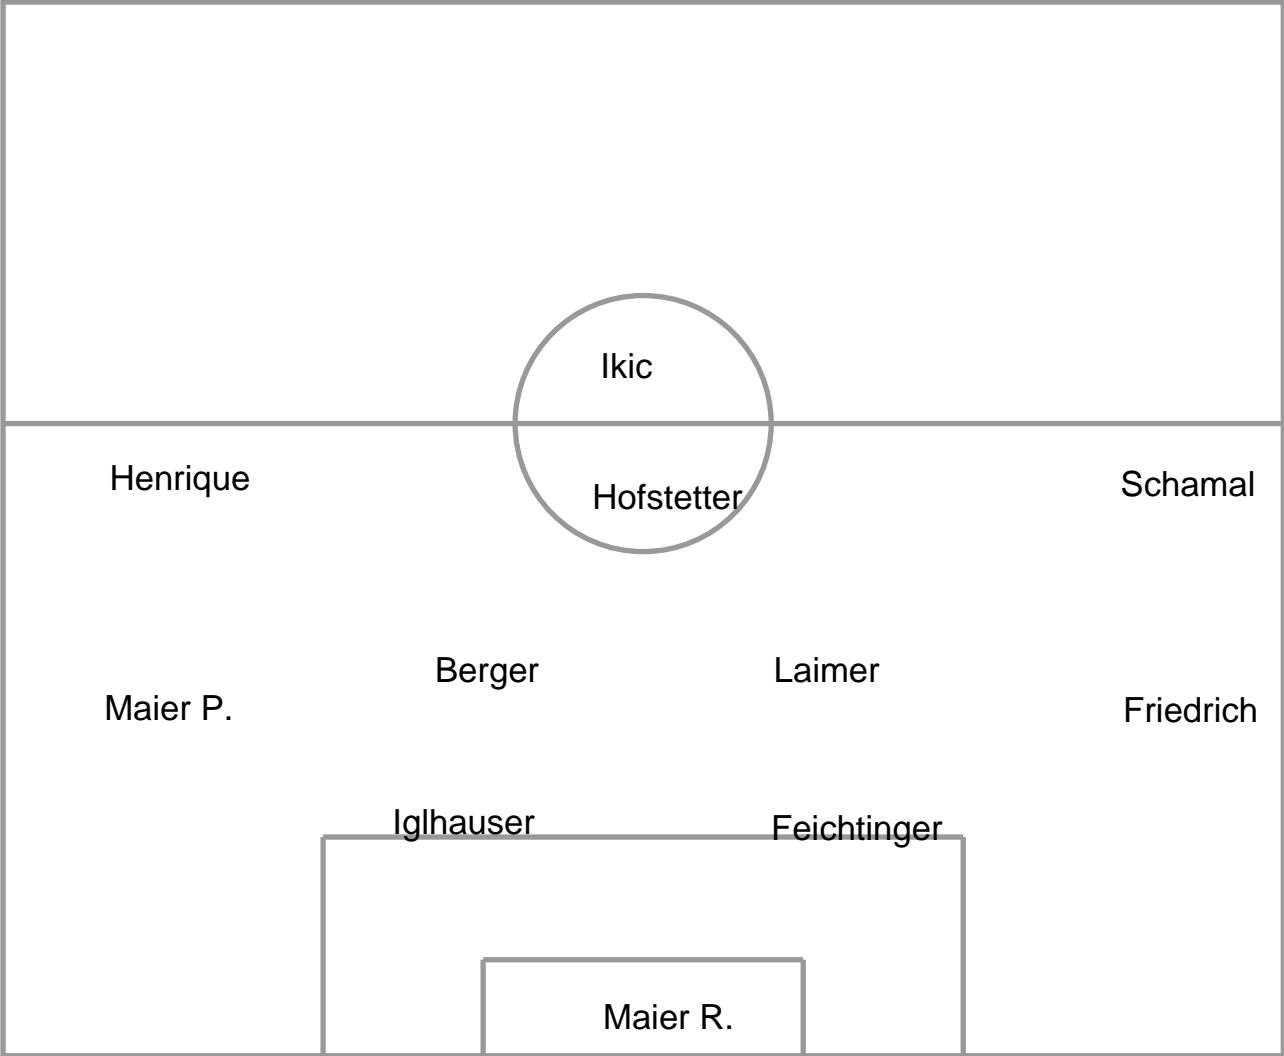 Ikic
Henrique
Hofstetter
Schamal
Berger
Laimer
Maier P.
Friedrich
Iglhauser
Feichtinger
Maier R.